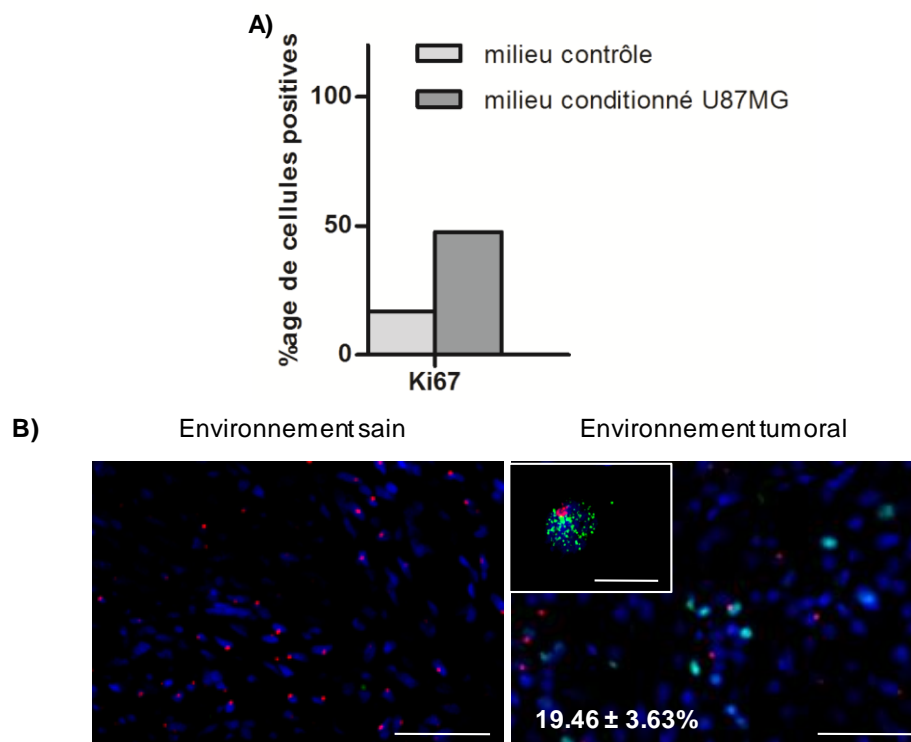 A)
%age de cellules positives
milieu contrôle
milieu conditionné U87MG
100
50
0
Ki67
B)
Environnement sain
Environnement tumoral
19.46 ± 3.63%